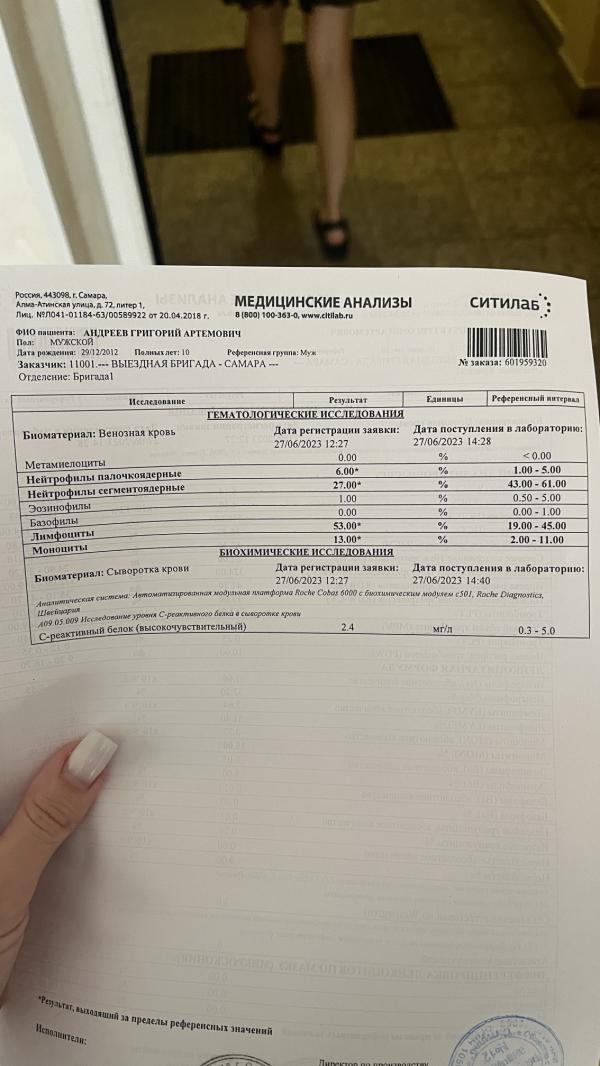 Россия, 443098, г. Самара,
Алма-Атинская улица, д. 72, литер 1,
Лиц. №ЛО41-01184-63/00589922 от 20.04.2018 г.
МЕДИЦИНСКИЕ АНАЛИЗЫ
8 (800) 100-363-0, www.citilab.ru
СИТИЛАБ
ФИО пациента: АНДРЕЕВ ГРИГОРИЙ АРТЕМОВИЧ
Пол: МУЖСКОЙ
Дата рождения: 29/12/2012 Полных лет: 10 Референсная группа: Муж
№ заказа: 601959320
Заказчик: 11001.--- ВЫЕЗДНАЯ БРИГАДА - САМАРА ---
Отделение: Бригада1
Исследование Результат Единицы Референсный интервал
ГЕМАТОЛОГИЧЕСКИЕ ИССЛЕДОВАНИЯ
Биоматериал: Венозная кровь Дата регистрации заявки: Дата поступления в лабораторию:
27/06/2023 12:27 27/06/2023 14:28
Метамиелоциты 0.00 % < 0.00
Нейтрофилы палочкоядерные 6.00* % 1.00 - 5.00
Нейтрофилы сегментоядерные 27.00* % 43.00 - 61.00
Эозинофилы 1.00 % 0.50 - 5.00
Базофилы 0.00 % 0.00 - 1.00
Лимфоциты 53.00* % 19.00 - 45.00
Моноциты 13.00* % 2.00 - 11.00
БИОХИМИЧЕСКИЕ ИССЛЕДОВАНИЯ
Биоматериал: Сыворотка крови Дата регистрации заявки: Дата поступления в лабораторию:
27/06/2023 12:27 27/06/2023 14:40
Аналитическая система: Автоматизированная модульная платформа Roche Cobas 6000 с биохимическим модулем c501, Roche Diagnostics,
Швейцария
A09.05.009 Исследование уровня С-реактивного белка в сыворотке крови
С-реактивный белок (высокочувствительный) 2.4 мг/л 0.3 - 5.0
*Результат, выходящий за пределы референсных значений
Исполнители:
Директор по производству